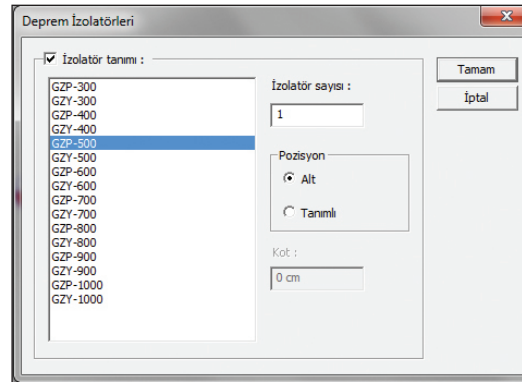 Deprem İzolatörleri
İzolatör tanımı :
GZP-300
GZY-300
GZP-400
GZY-400
GZP-500
GZY-500
GZP-600
GZY-600
GZP-700
GZY-700
GZP-800
GZY-800
GZP-900
GZY-900
GZP-1000
GZY-1000
İzolatör sayısı :
1
Pozisyon
Alt
Tanımlı
Kot :
0 cm
Tamam
İptal